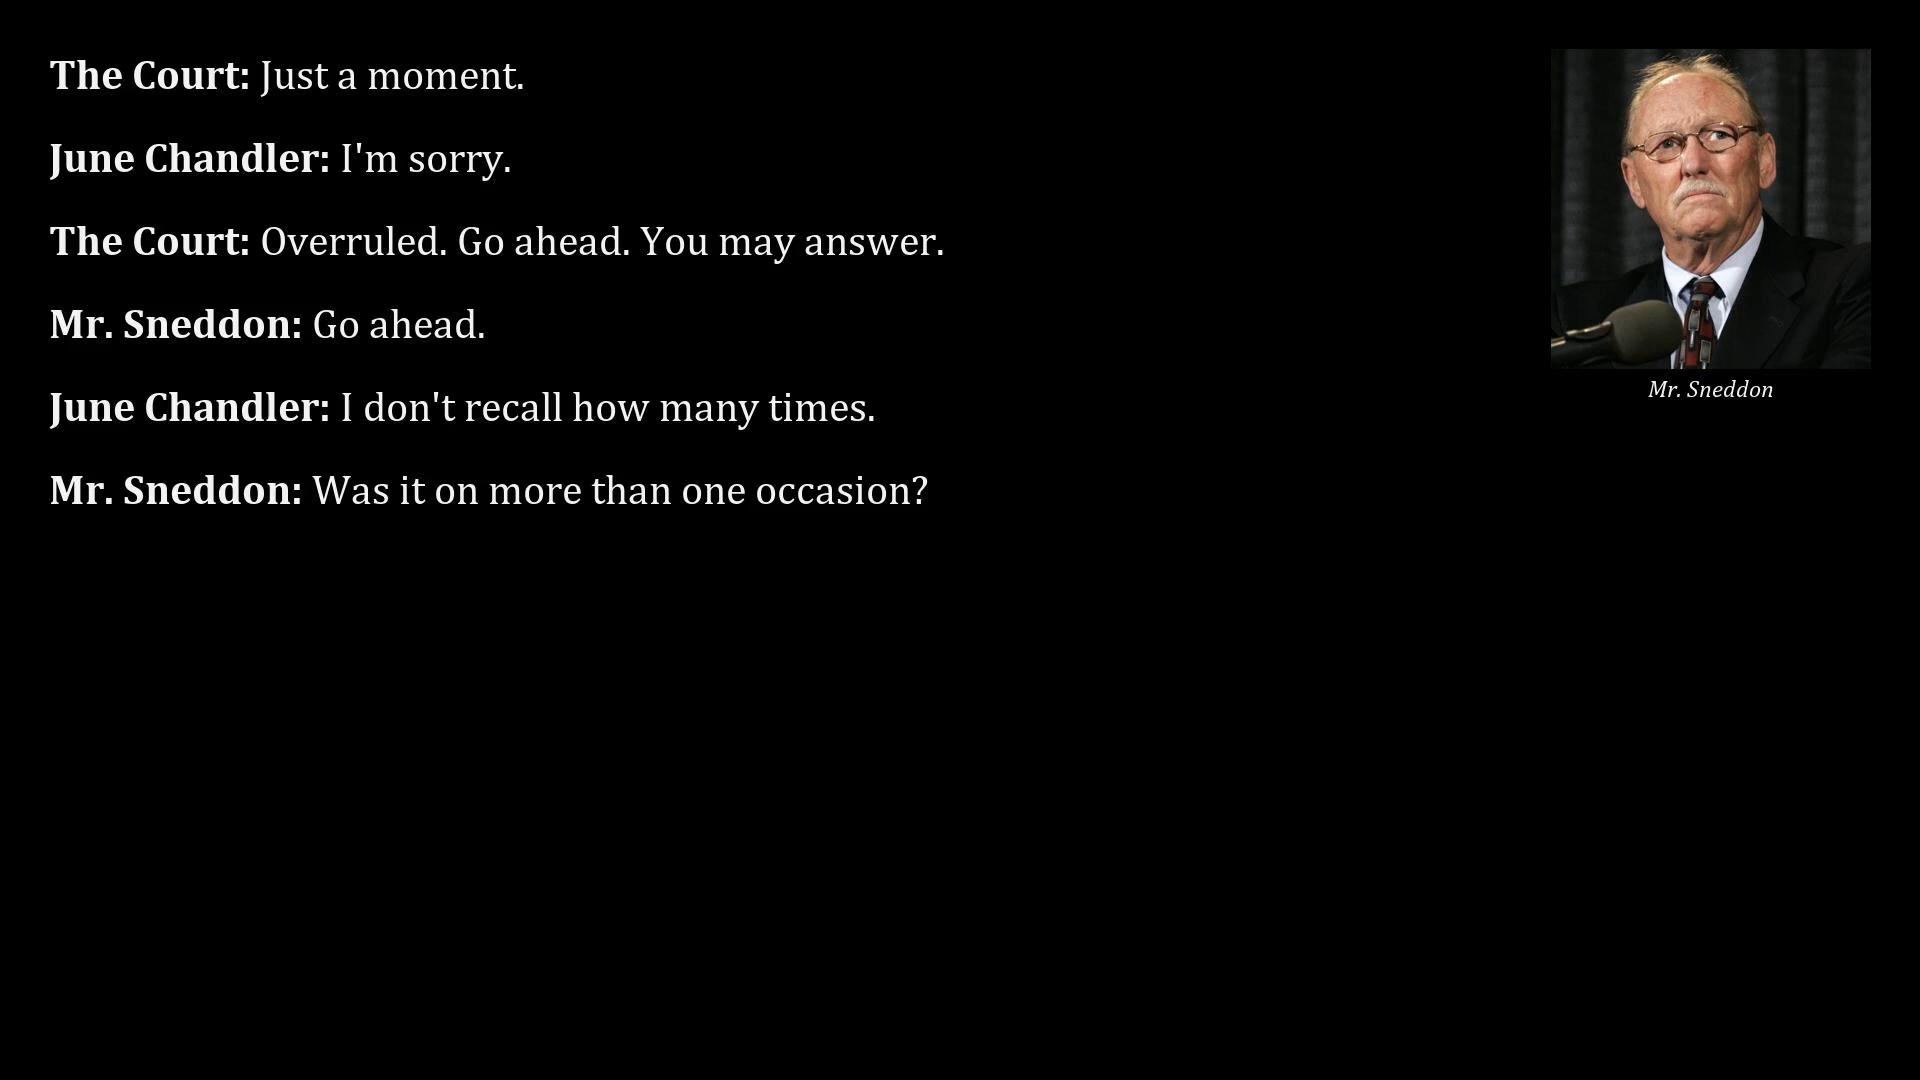 The Court: Just a moment.
June Chandler: I'm sorry.
The Court: Overruled. Go ahead. You may answer.
Mr. Sneddon: Go ahead.
June Chandler: I don't recall how many times.
Mr. Sneddon: Was it on more than one occasion?
Mr. Sneddon